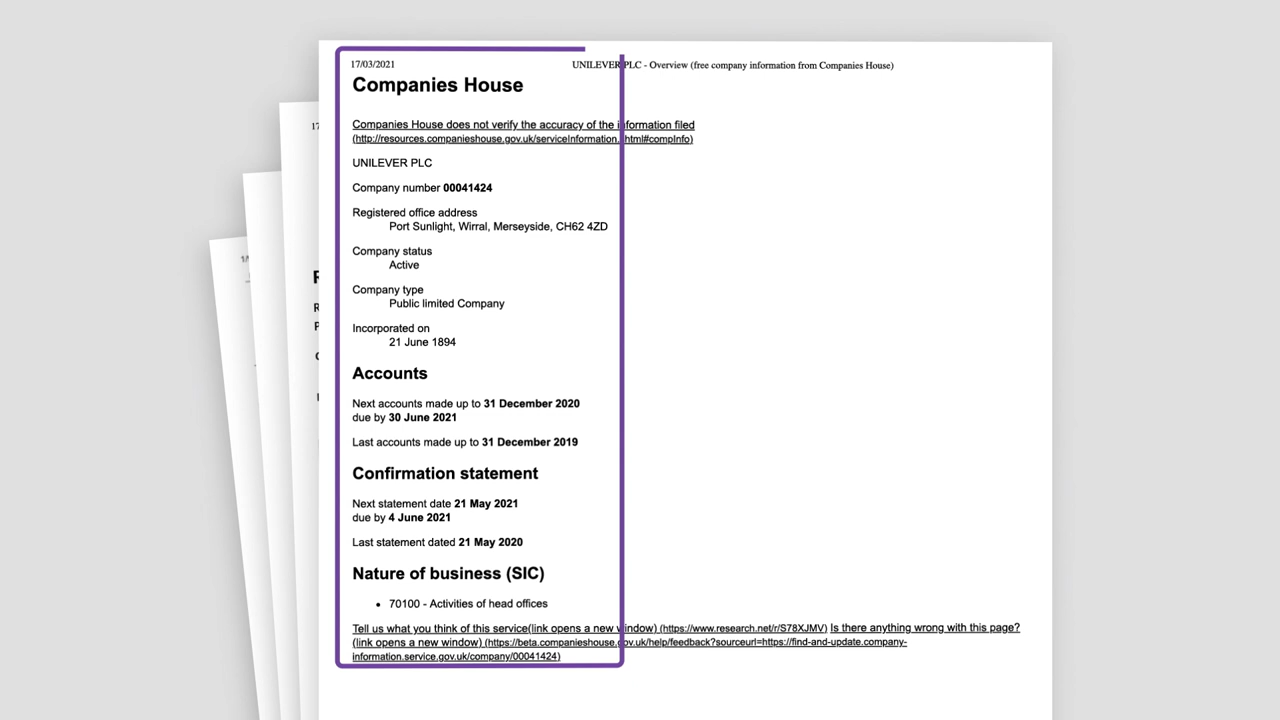 17/03/2021 UNILEVER PLC - Overview (free company information from Companies House)
Companies House
Companies House does not verify the accuracy of the information filed
(http://resources.companieshouse.gov.uk/serviceInformation.shtml#compInfo)
UNILEVER PLC
Company number 00041424
Registered office address
Port Sunlight, Wirral, Merseyside, CH62 4ZD
Company status
Active
Company type
Public limited Company
Incorporated on
21 June 1894
Accounts
Next accounts made up to 31 December 2020
due by 30 June 2021
Last accounts made up to 31 December 2019
Confirmation statement
Next statement date 21 May 2021
due by 4 June 2021
Last statement dated 21 May 2020
Nature of business (SIC)
• 70100 - Activities of head offices
Tell us what you think of this service(link opens a new window) (https://www.research.net/r/S78XJMV) Is there anything wrong with this page?
(link opens a new window) (https://beta.companieshouse.gov.uk/help/feedback?sourceurl=https://find-and-update.company-
information.service.gov.uk/company/00041424)